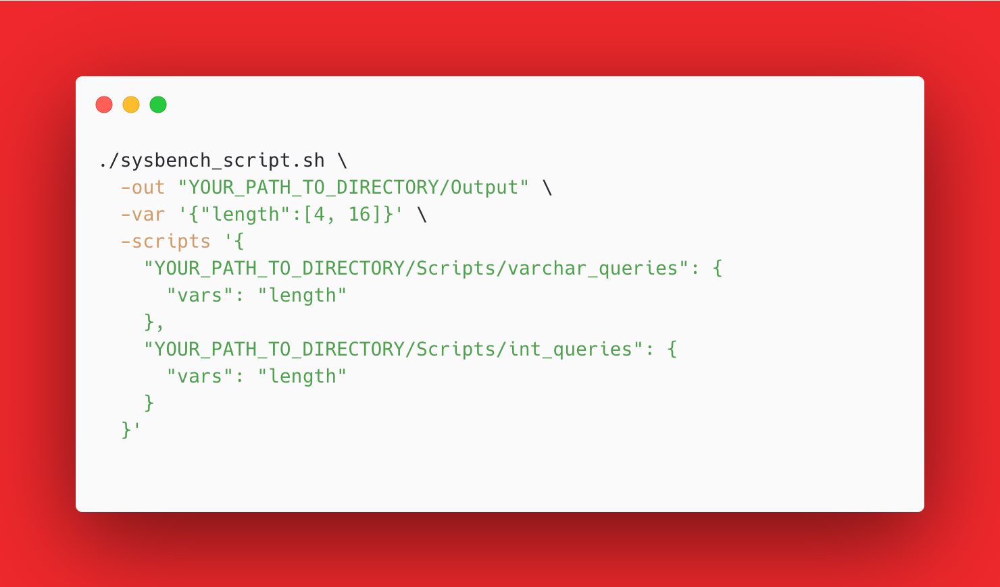 ./sysbench_script.sh \
  -out "YOUR_PATH_TO_DIRECTORY/Output" \
  -var '{"length":[4, 16]}' \
  -scripts '{
    "YOUR_PATH_TO_DIRECTORY/Scripts/varchar_queries": {
      "vars": "length"
    },
    "YOUR_PATH_TO_DIRECTORY/Scripts/int_queries": {
      "vars": "length"
    }
  }'